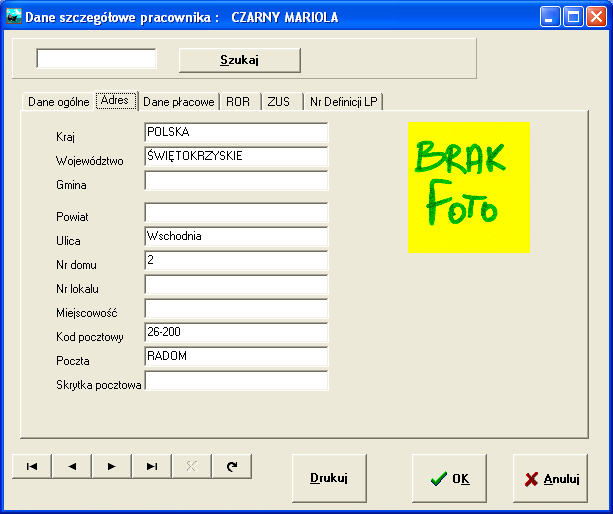 Dane szczegółowe pracownika : CZARNY MARIOLA
Szukaj
Dane ogólne Adres Dane płacowe ROR ZUS Nr Definicji LP
Kraj POLSKA
Województwo ŚWIĘTOKRZYSKIE
Gmina
Powiat
Ulica Wschodnia
Nr domu 2
Nr lokalu
Miejscowość
Kod pocztowy 26-200
Poczta RADOM
Skrytka pocztowa
BRAK
FOTO
Drukuj OK Anuluj